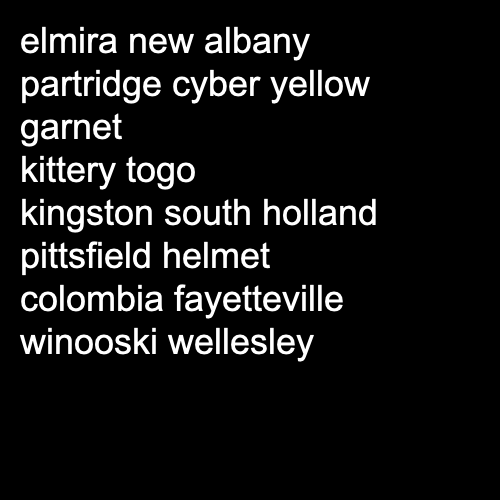 elmira new albany
partridge cyber yellow
garnet
kittery togo
kingston south holland
pittsfield helmet
colombia fayetteville
winooski wellesley